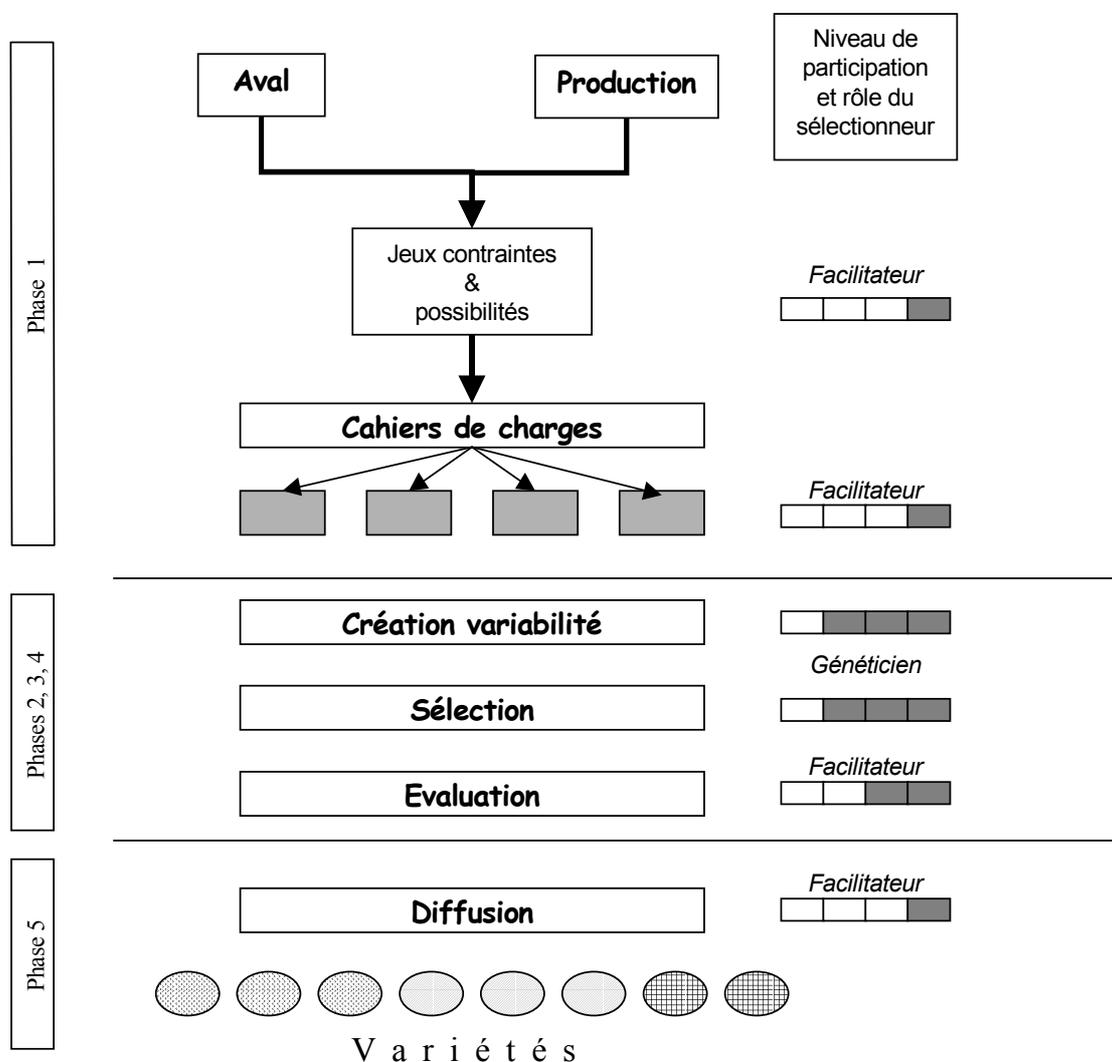 Niveau de
participation
et rôle du
sélectionneur
Aval
Production
Phase 1
Jeux contraintes
&
possibilités
Facilitateur
Cahiers de charges
Facilitateur
Phases 2, 3, 4
Création variabilité
Généticien
Sélection
Facilitateur
Evaluation
Phase 5
Facilitateur
Diffusion
Variétés